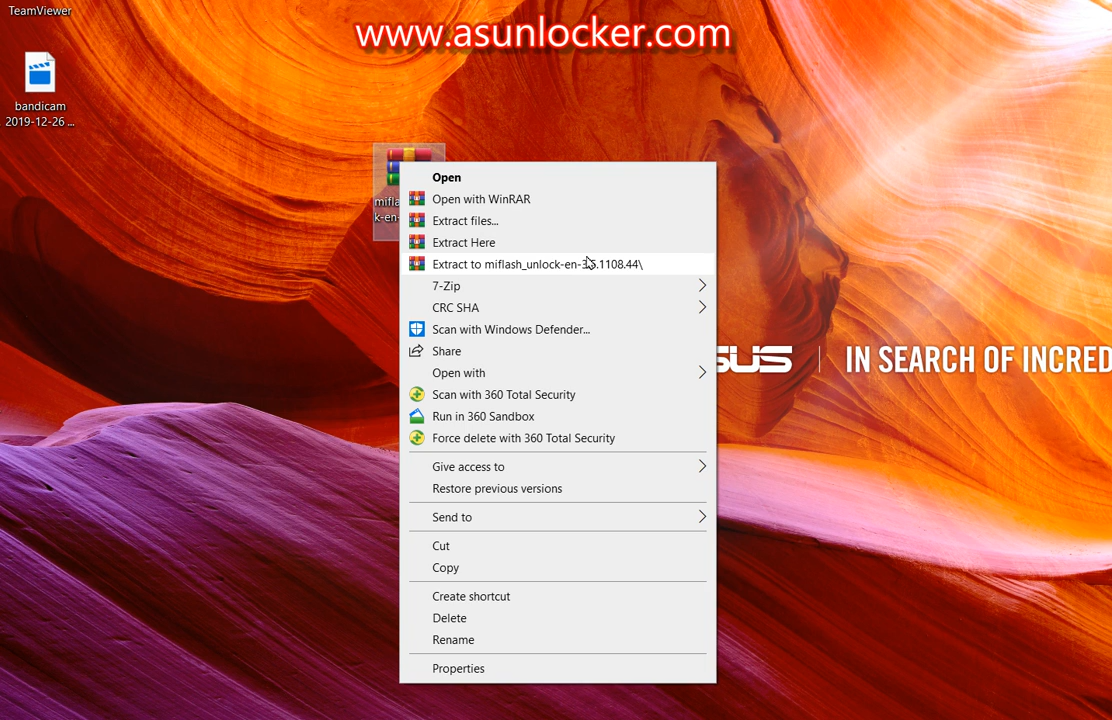 TeamViewer
www.asunlocker.com
bandicam
2019-12-26 ...
mifla
k-en-
Open
Open with WinRAR
Extract files...
Extract Here
Extract to miflash_unlock-en-3.5.1108.44\
7-Zip
CRC SHA
Scan with Windows Defender...
Share
Open with
Scan with 360 Total Security
Run in 360 Sandbox
Force delete with 360 Total Security
Give access to
Restore previous versions
Send to
Cut
Copy
Create shortcut
Delete
Rename
Properties
SUS
IN SEARCH OF INCRED